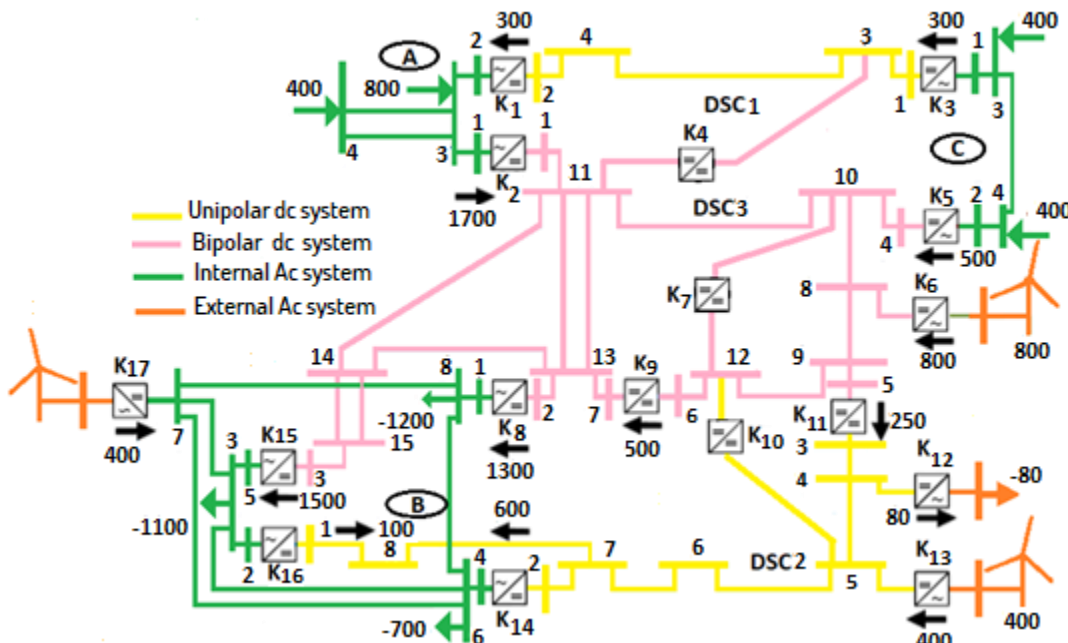 300
4
3
300
400
2
A
1
800
K1
2
DSC1
1
K3
3
400
1
K2
1
K4
4
3
C
11
10
1700
DSC3
K5
2
4
400
4
500
Unipolar dc system
Bipolar dc system
Internal Ac system
External Ac system
K7
8
K6
800
800
14
8
1
13
K9
12
9
5
K17
-1200
K8
2
7
6
K11
250
7
3
K15
15
500
K10
3
K12
400
1300
5
3
1500
4
-80
-1100
B
600
80
1
100
8
7
6
DSC2
K13
2
K16
4
2
5
-700
6
K14
400
400